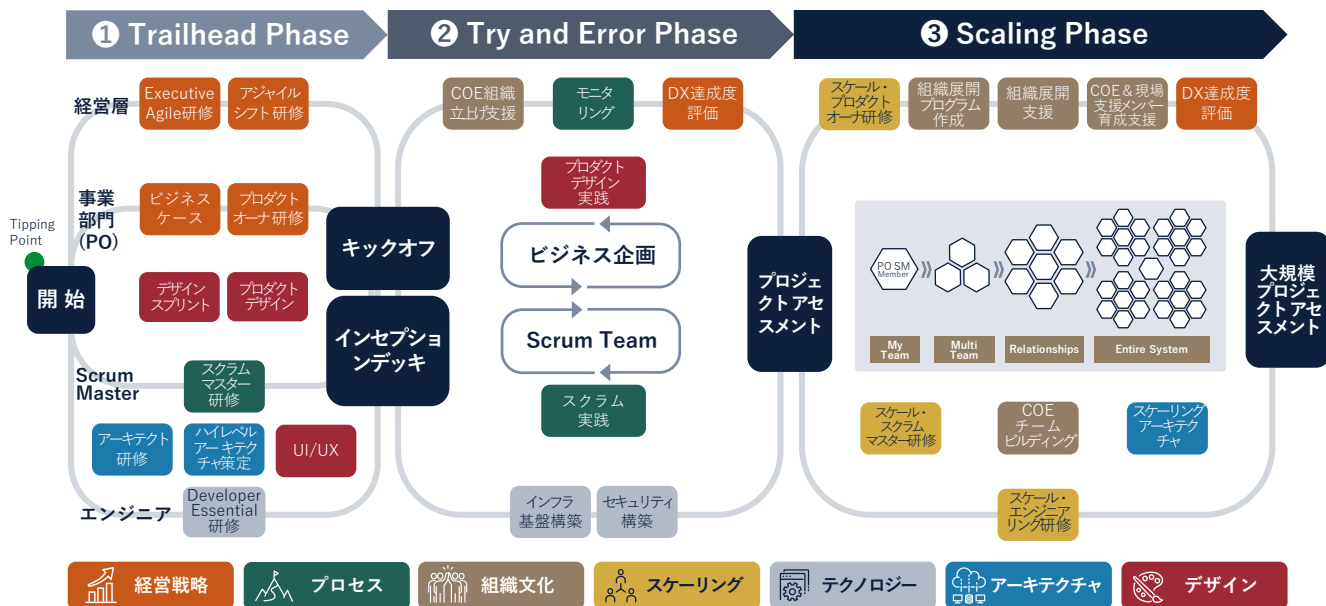 ❶ Trailhead Phase
❷ Try and Error Phase
❸ Scaling Phase
経営層
Executive
Agile研修
アジャイル
シフト研修
事業
部門
(PO)
ビジネス
ケース
プロダクト
オーナ研修
Tipping
Point
開始
デザイン
スプリント
プロダクト
デザイン
キックオフ
インセプショ
ンデッキ
Scrum
Master
スクラム
マスター
研修
アーキテクト
研修
ハイレベル
アーキテク
チャ策定
UI/UX
エンジニア
Developer
Essential
研修
COE組織
立上げ支援
モニタ
リング
DX達成度
評価
プロダクト
デザイン
実践
ビジネス企画
Scrum Team
スクラム
実践
インフラ
基盤構築
セキュリティ
構築
プロジェ
クトアセ
スメント
スケール・
プロダクト
オーナ研修
組織展開
プログラム
作成
組織展開
支援
COE&現場
支援メンバー
育成支援
DX達成度
評価
PO SM
Member
My
Team
Multi
Team
Relationships
Entire System
大規模
プロジェ
クトアセ
スメント
スケール・
スクラム
マスター研修
COE
チーム
ビルディング
スケーリング
アーキテク
チャ
スケール・
エンジニア
リング研修
経営戦略
プロセス
組織文化
スケーリング
テクノロジー
アーキテクチャ
デザイン